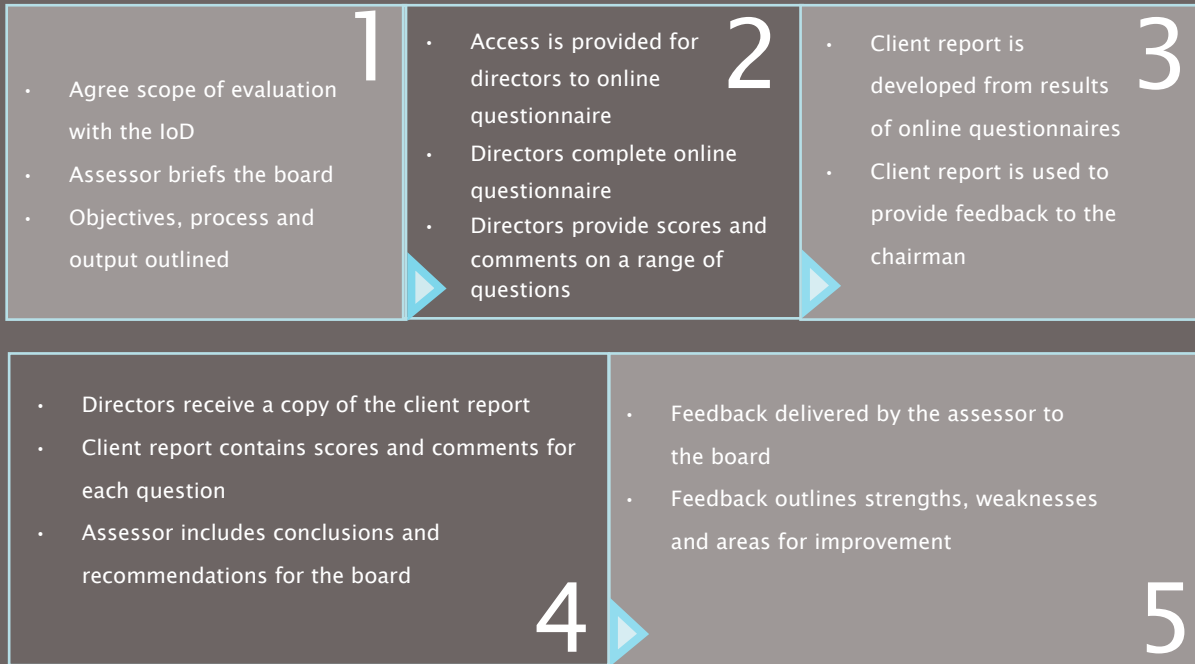 1
• Agree scope of evaluation
with the IoD
• Assessor briefs the board
• Objectives, process and
output outlined
2
• Access is provided for
directors to online
questionnaire
• Directors complete online
questionnaire
• Directors provide scores and
comments on a range of
questions
3
• Client report is
developed from results
of online questionnaires
• Client report is used to
provide feedback to the
chairman
• Directors receive a copy of the client report
• Client report contains scores and comments for
each question
• Assessor includes conclusions and
recommendations for the board
4
• Feedback delivered by the assessor to
the board
• Feedback outlines strengths, weaknesses
and areas for improvement
5